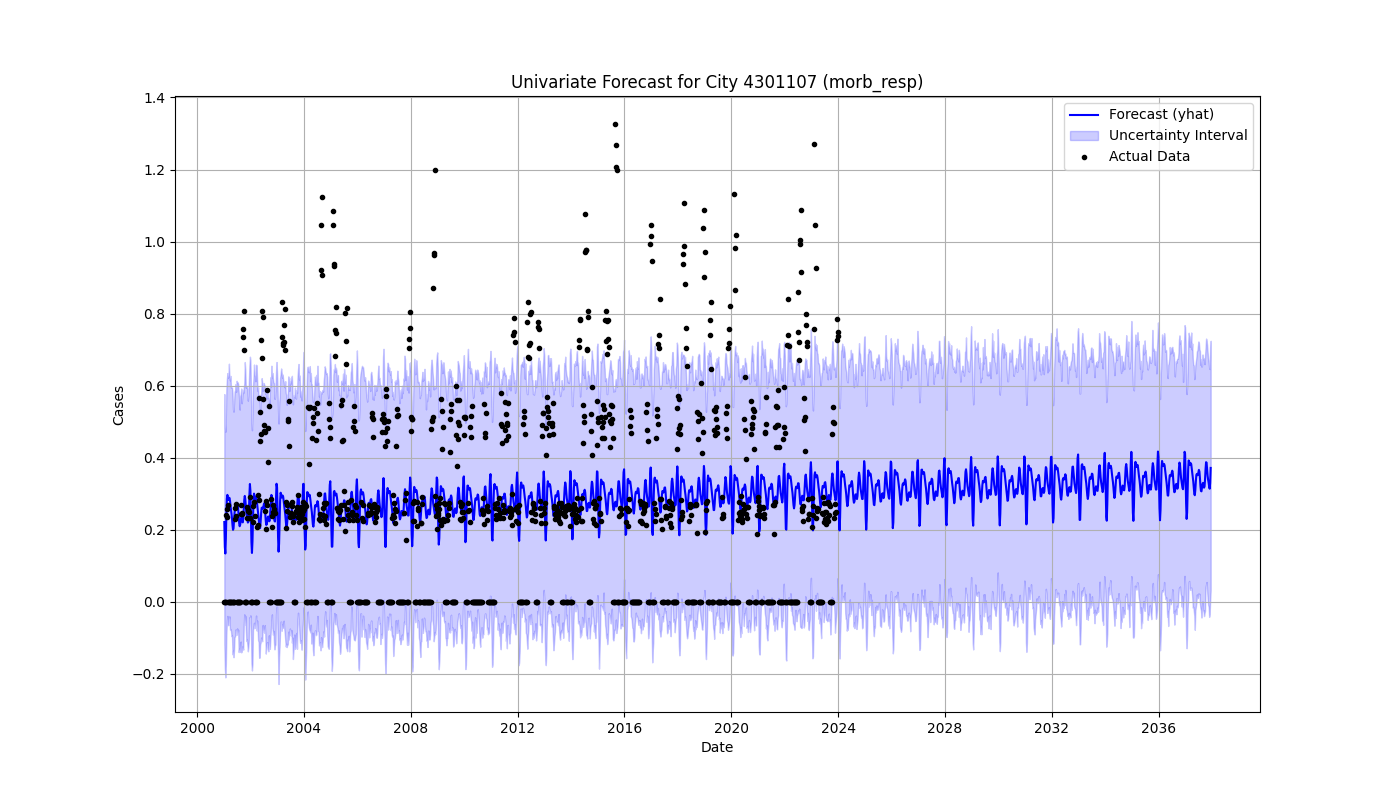 Univariate Forecast for City 4301107 (morb_resp)
Forecast (yhat)
Uncertainty Interval
Actual Data
1.4
1.2
1.0
0.8
0.6
0.4
0.2
0.0
−0.2
Cases
2000 2004 2008 2012 2016 2020 2024 2028 2032 2036
Date